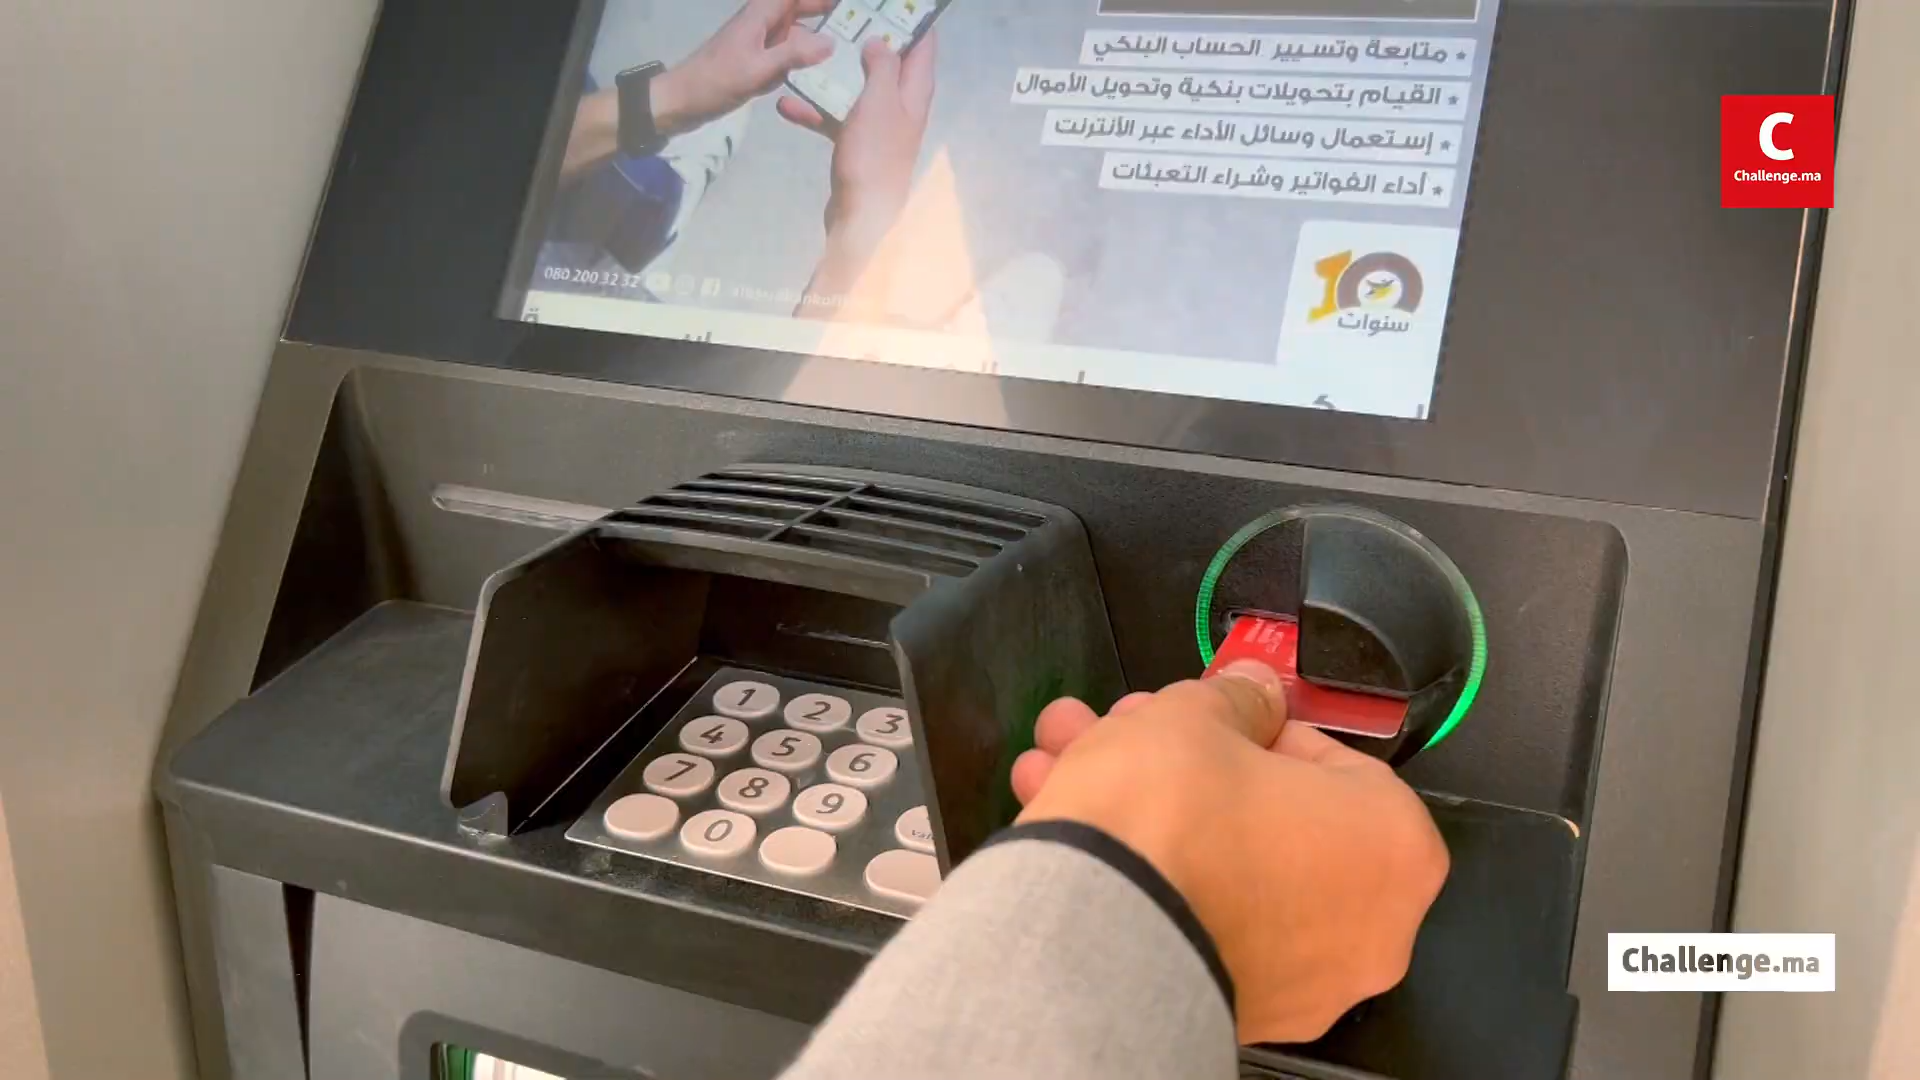 * متابعة وتسيير الحساب البنكي
* القيام بتحويلات بنكية وتحويل الأموال
* إستعمال وسائل الأداء عبر الأنترنت
* أداء الفواتير وشراء التعبئات
C
Challenge.ma
080 200 32 32
10
سنوات
1
2
3
4
5
6
7
8
9
0
Challenge.ma